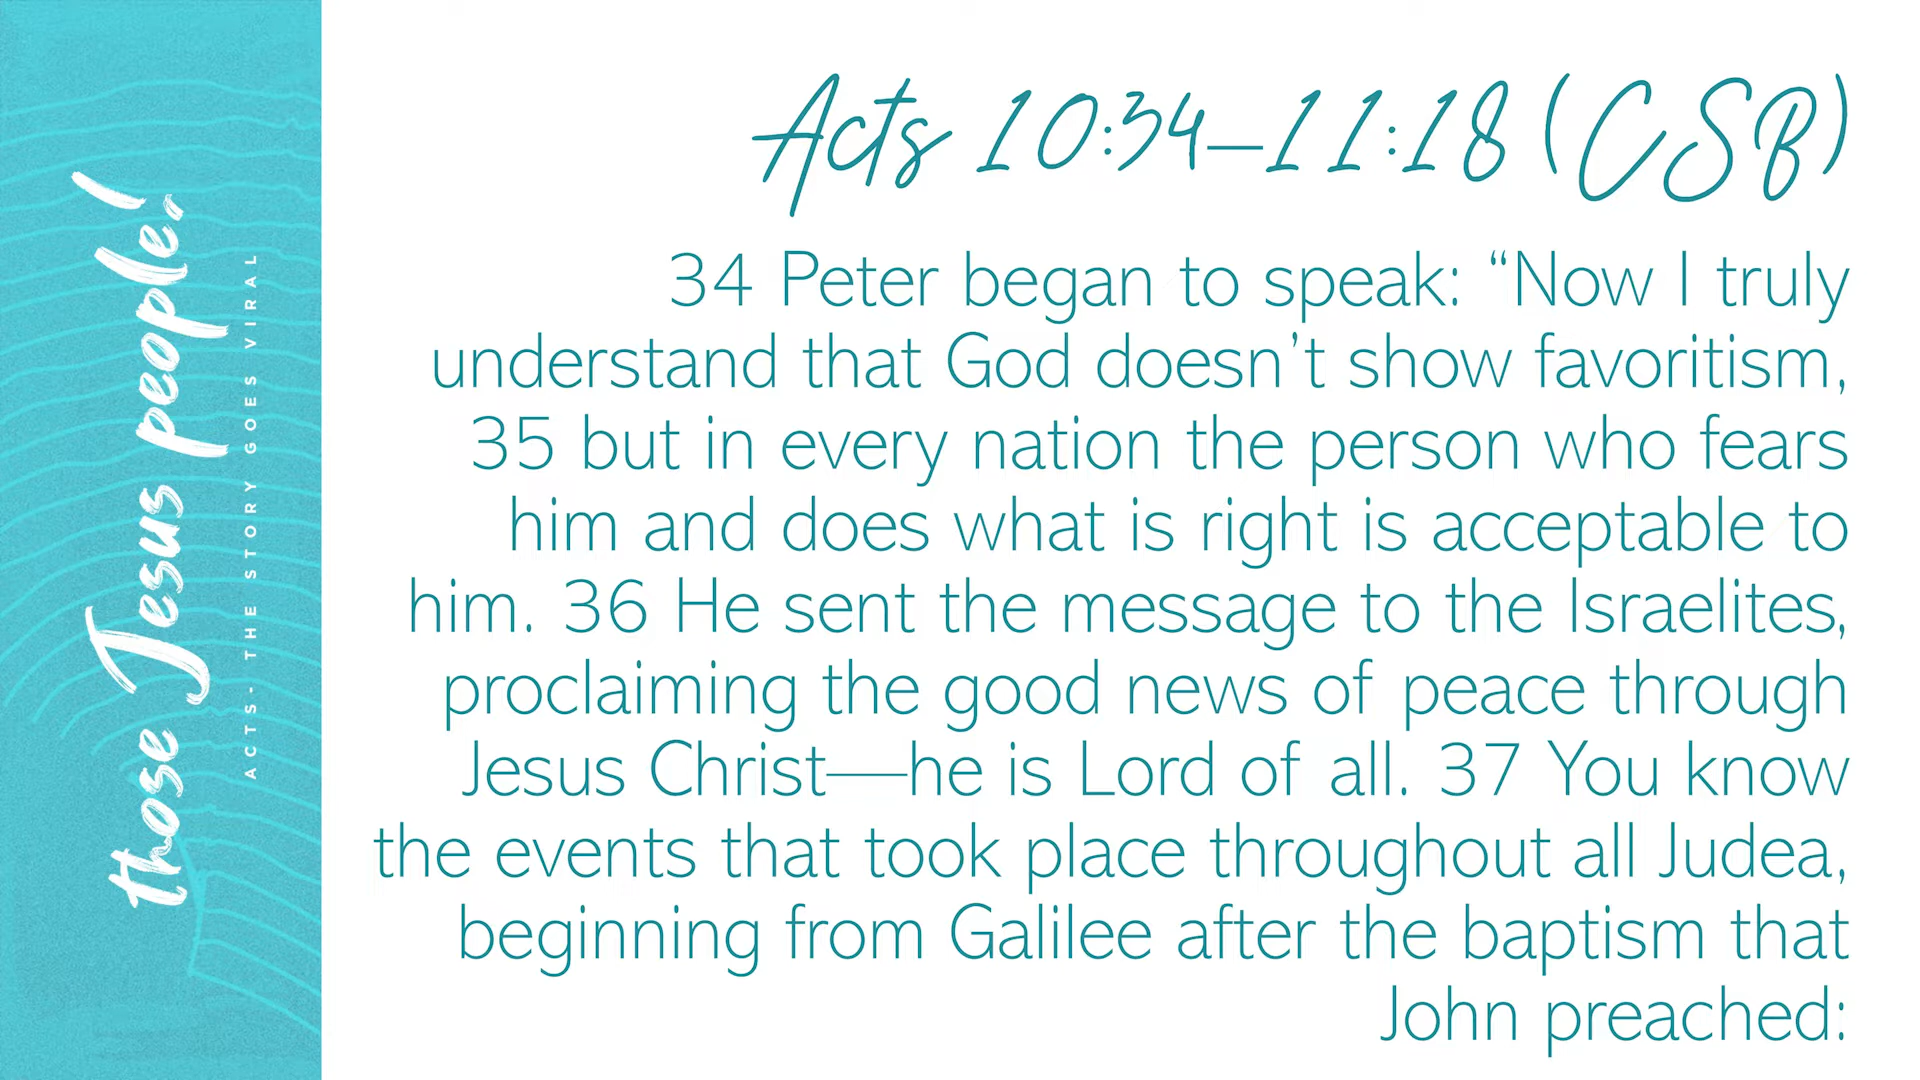 those Jesus people!
ACTS- THE STORY GOES VIRAL
Acts 10:34—11:18 (CSB)
34 Peter began to speak: “Now I truly
understand that God doesn’t show favoritism,
35 but in every nation the person who fears
him and does what is right is acceptable to
him. 36 He sent the message to the Israelites,
proclaiming the good news of peace through
Jesus Christ—he is Lord of all. 37 You know
the events that took place throughout all Judea,
beginning from Galilee after the baptism that
John preached: